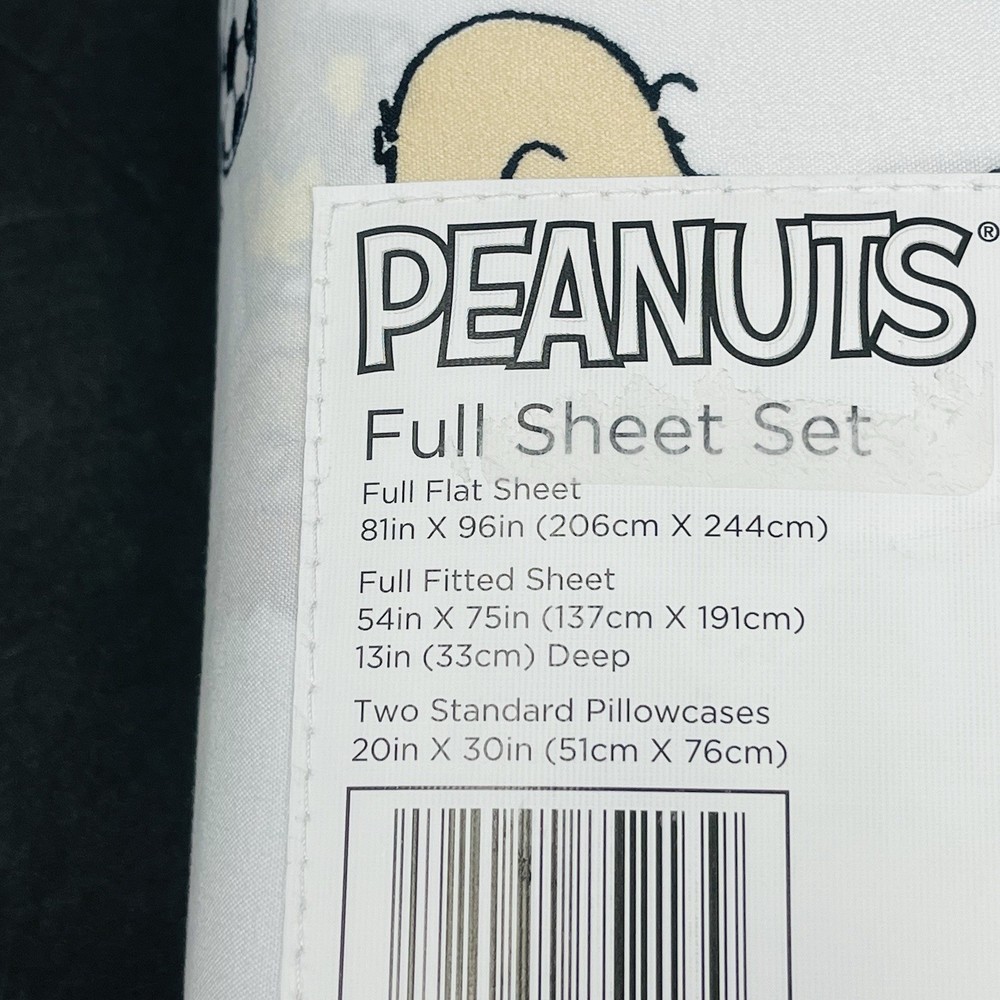 PEANUTS®
Full Sheet Set
Full Flat Sheet
81in X 96in (206cm X 244cm)
Full Fitted Sheet
54in X 75in (137cm X 191cm)
13in (33cm) Deep
Two Standard Pillowcases
20in X 30in (51cm X 76cm)